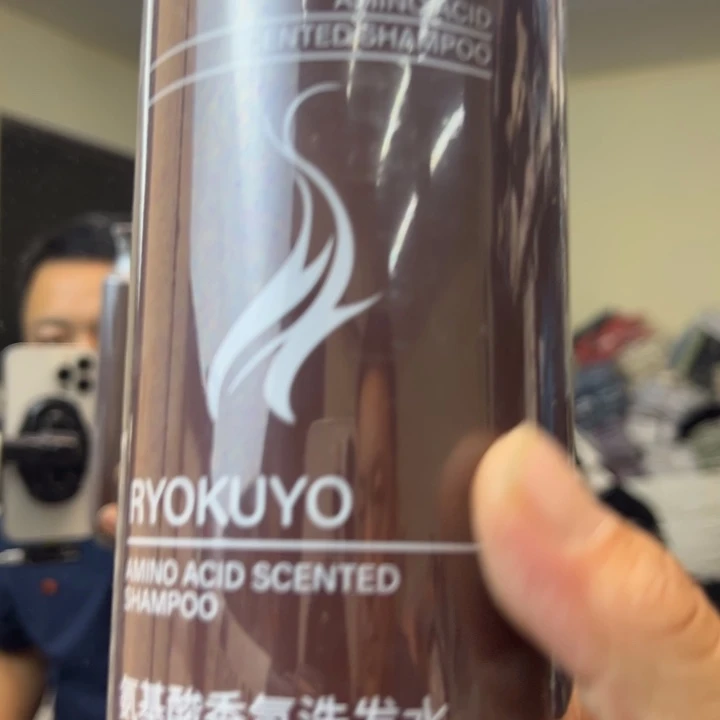 AMINO ACID
SCENTED SHAMPOO
RYOKUYO
AMINO ACID SCENTED
SHAMPOO
氨基酸香氛洗发水